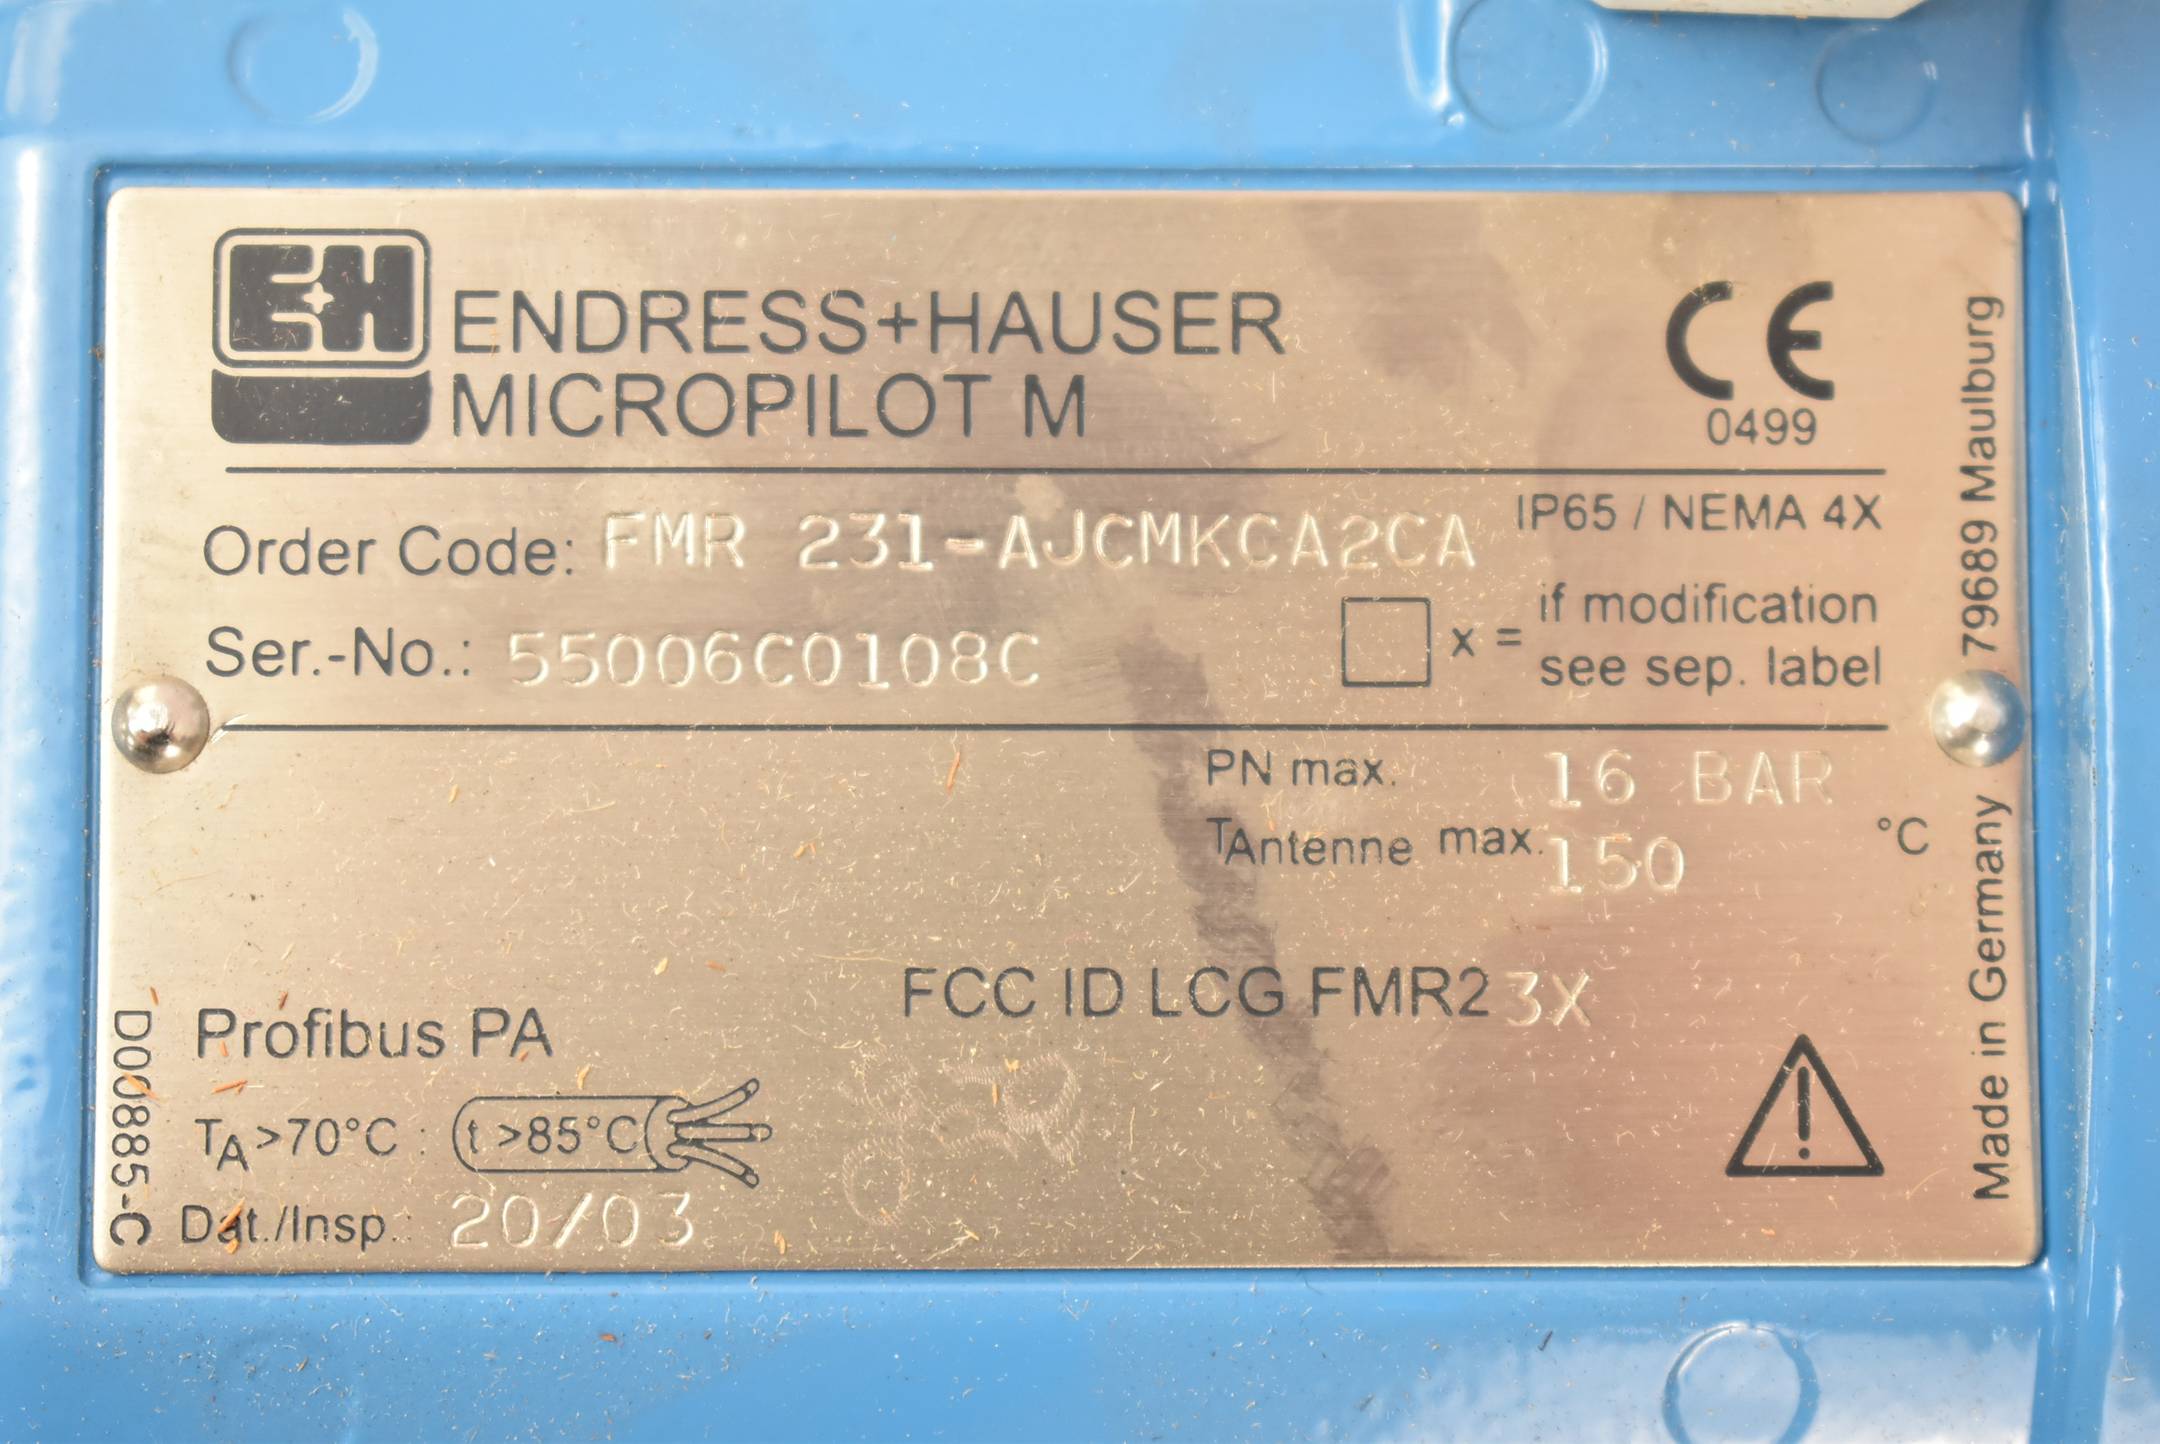 E+H
ENDRESS+HAUSER
MICROPILOT M
CE
0499
Order Code: FMR 231-AJCMKCA2CA
IP65 / NEMA 4X
Ser.-No.: 55006C0108C
x = if modification
see sep. label
PN max. 16 BAR
TAntenne max. 150 °C
FCC ID LCG FMR23X
Profibus PA
TA >70°C : t >85°C
Dat./Insp.: 20/03
D00885-C
Made in Germany 79689 Maulburg